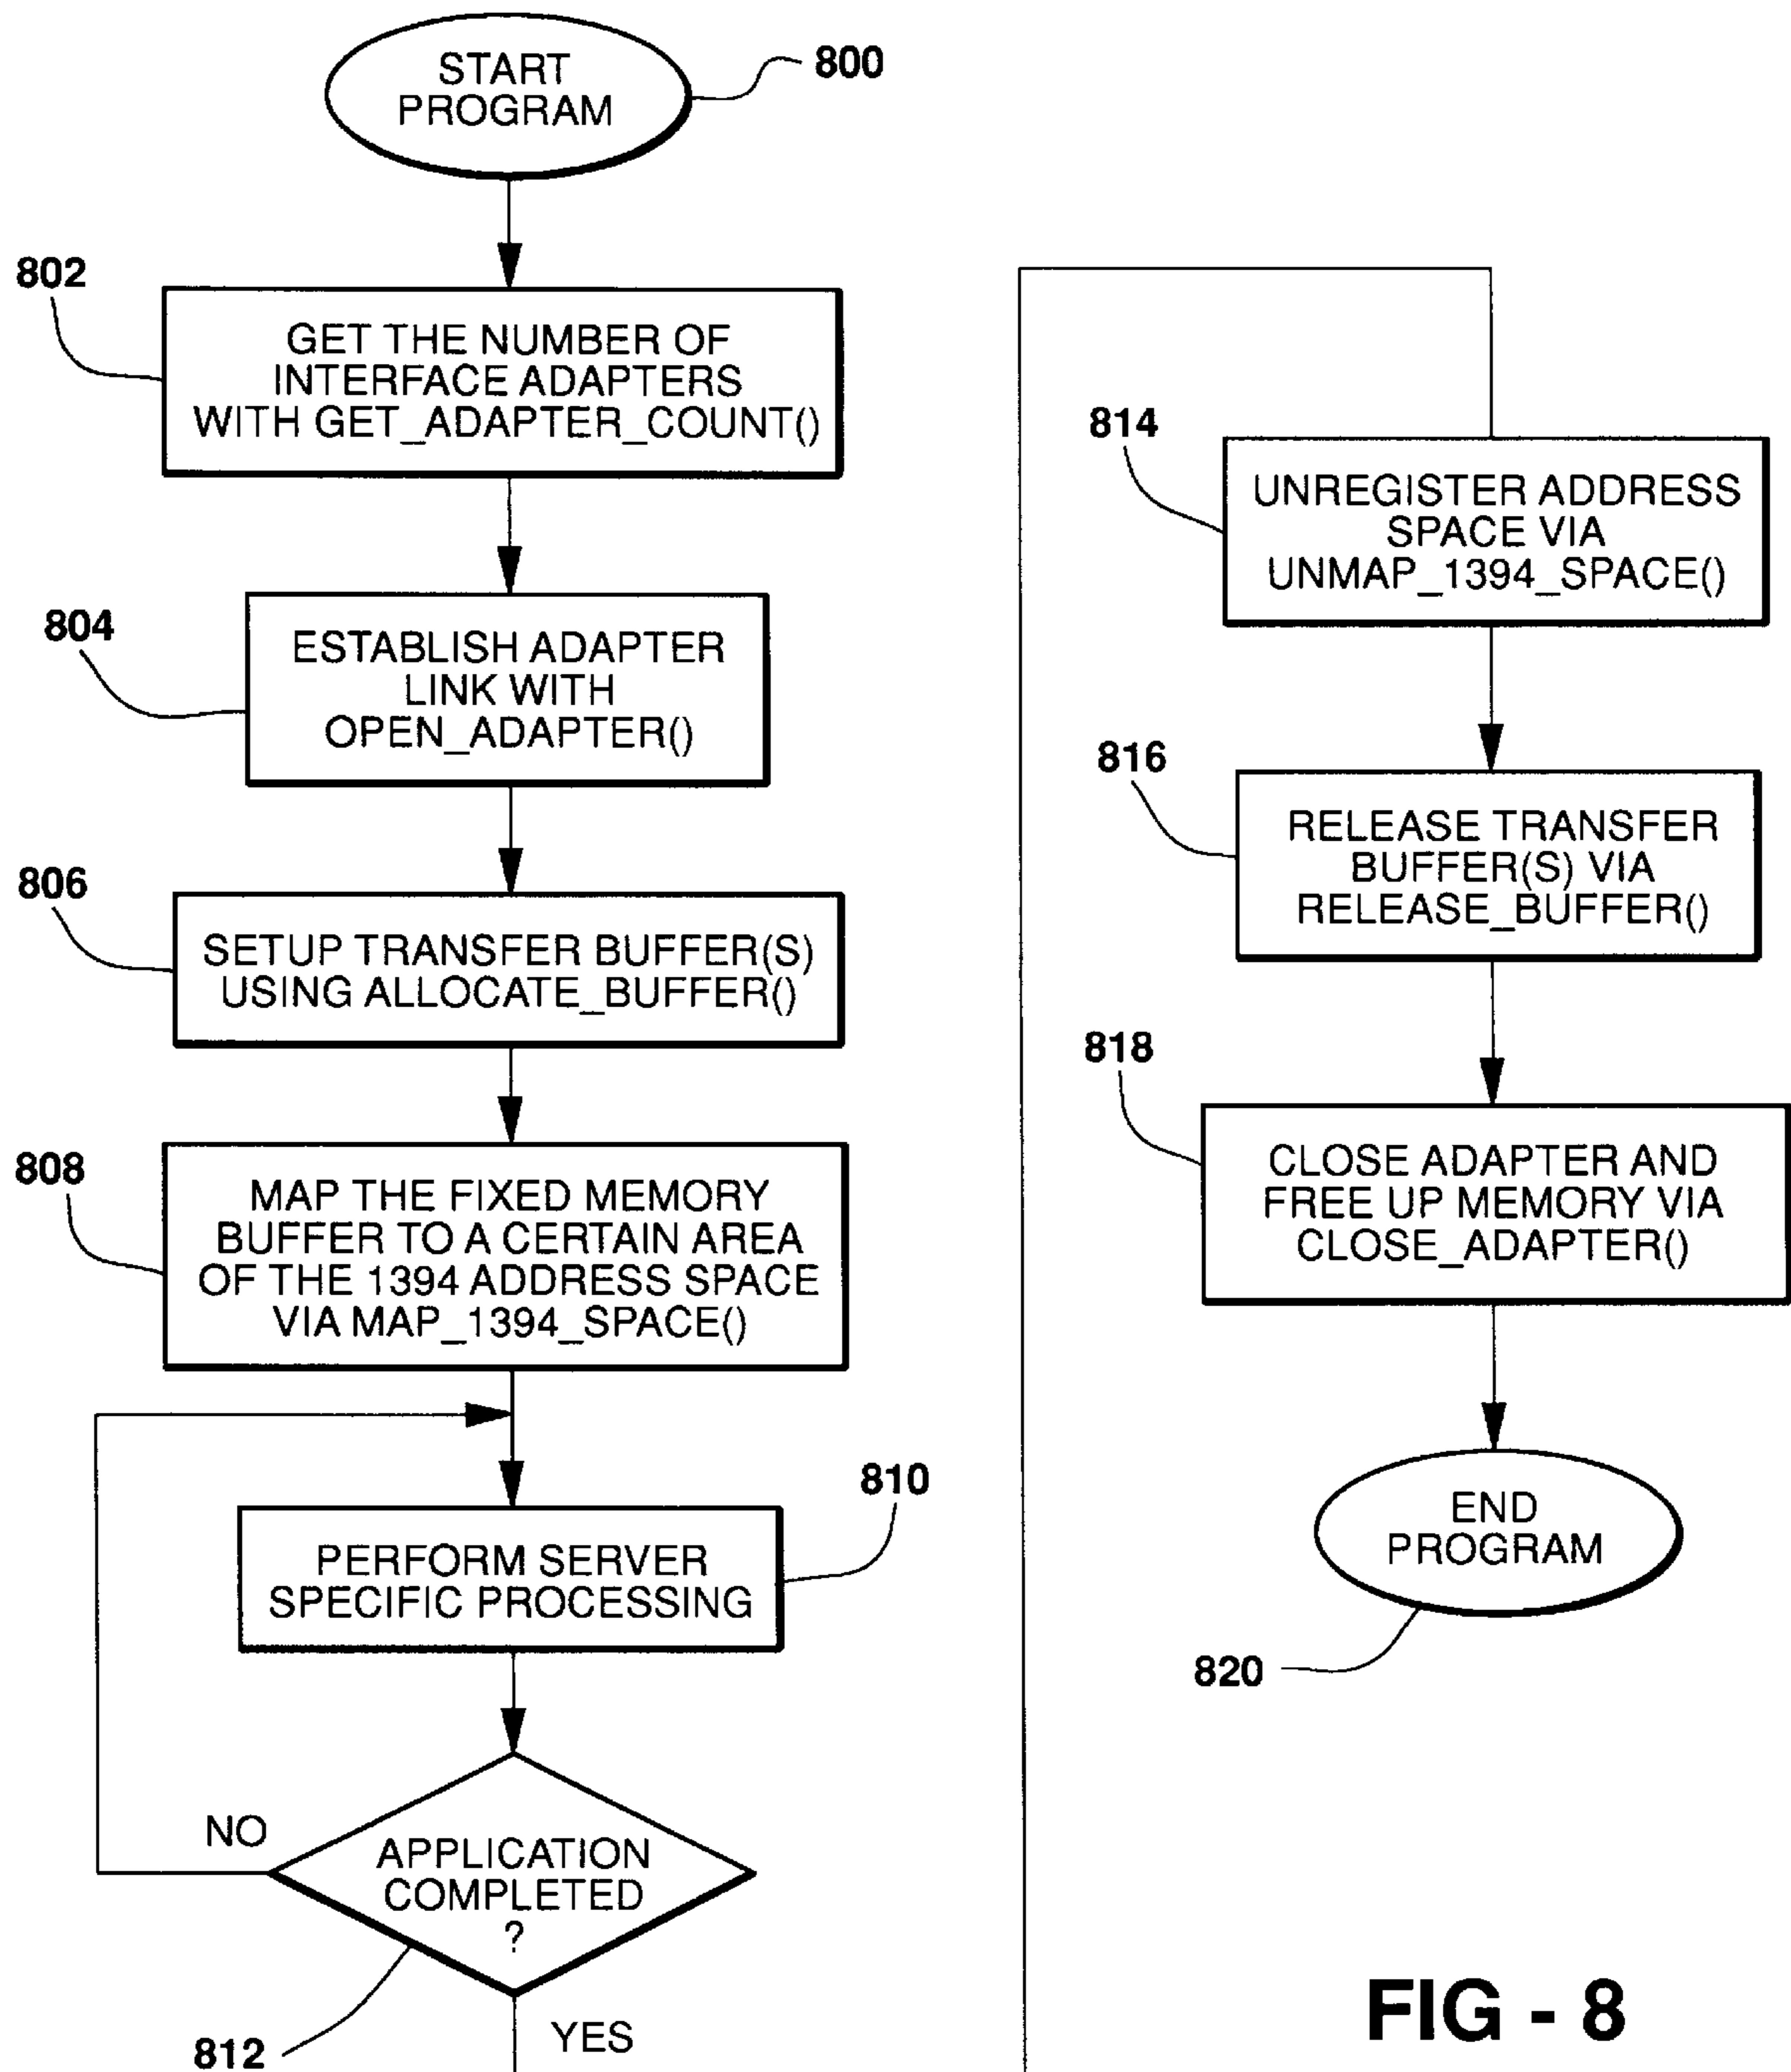 START
PROGRAM
800
802
GET THE NUMBER OF
INTERFACE ADAPTERS
WITH GET_ADAPTER_COUNT()
804
ESTABLISH ADAPTER
LINK WITH
OPEN_ADAPTER()
806
SETUP TRANSFER BUFFER(S)
USING ALLOCATE_BUFFER()
808
MAP THE FIXED MEMORY
BUFFER TO A CERTAIN AREA
OF THE 1394 ADDRESS SPACE
VIA MAP_1394_SPACE()
810
PERFORM SERVER
SPECIFIC PROCESSING
NO
APPLICATION
COMPLETED
?
812
YES
814
UNREGISTER ADDRESS
SPACE VIA
UNMAP_1394_SPACE()
816
RELEASE TRANSFER
BUFFER(S) VIA
RELEASE_BUFFER()
818
CLOSE ADAPTER AND
FREE UP MEMORY VIA
CLOSE_ADAPTER()
END
PROGRAM
820
FIG - 8